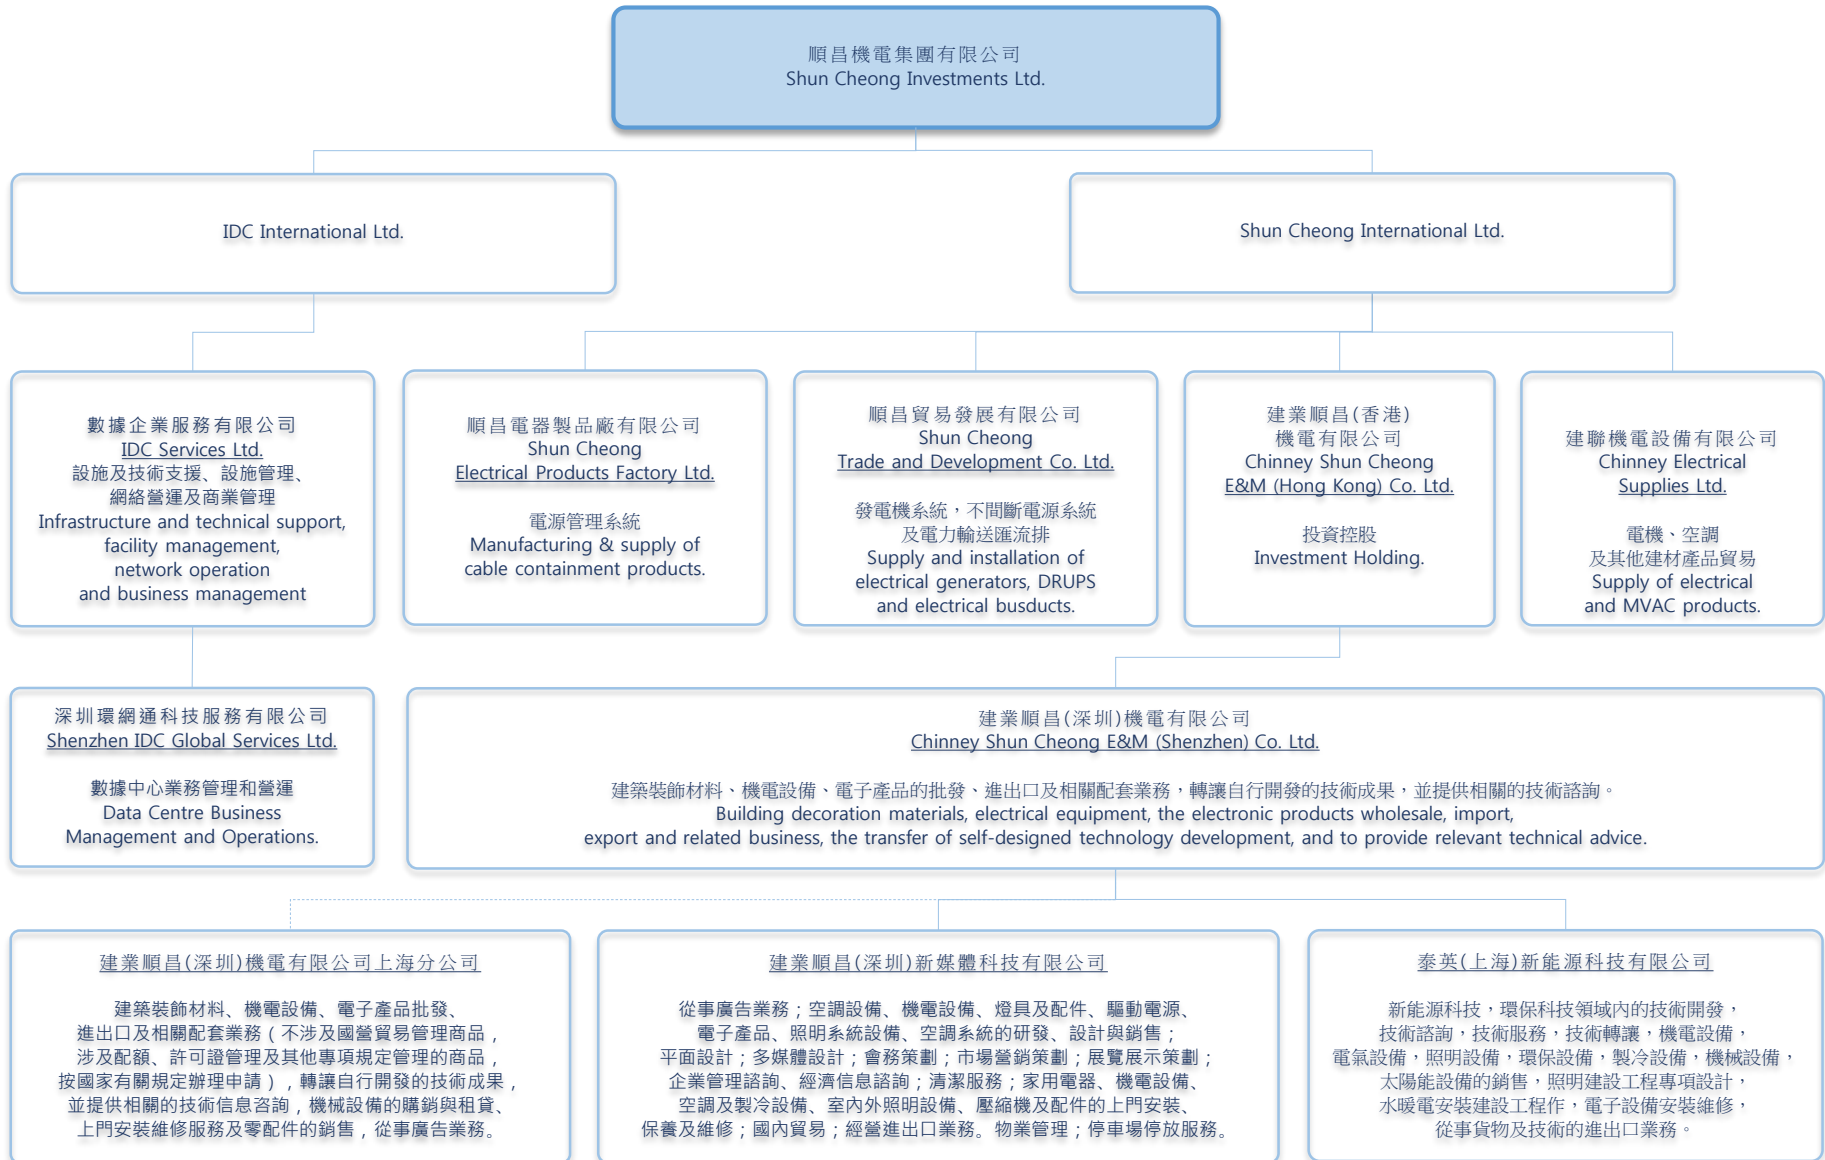 順昌機電集團有限公司
Shun Cheong Investments Ltd.
IDC International Ltd.
Shun Cheong International Ltd.
數據企業服務有限公司
IDC Services Ltd.
設施及技術支援、設施管理、
網絡營運及商業管理
Infrastructure and technical support,
facility management,
network operation
and business management
順昌電器製品廠有限公司
Shun Cheong
Electrical Products Factory Ltd.
電源管理系統
Manufacturing & supply of
cable containment products.
順昌貿易發展有限公司
Shun Cheong
Trade and Development Co. Ltd.
發電機系統，不間斷電源系統
及電力輸送匯流排
Supply and installation of
electrical generators, DRUPS
and electrical busducts.
建業順昌(香港)
機電有限公司
Chinney Shun Cheong
E&M (Hong Kong) Co. Ltd.
投資控股
Investment Holding.
建聯機電設備有限公司
Chinney Electrical
Supplies Ltd.
電機、空調
及其他建材產品貿易
Supply of electrical
and MVAC products.
深圳環網通科技服務有限公司
Shenzhen IDC Global Services Ltd.
數據中心業務管理和營運
Data Centre Business
Management and Operations.
建業順昌(深圳)機電有限公司
Chinney Shun Cheong E&M (Shenzhen) Co. Ltd.
建築裝飾材料、機電設備、電子產品的批發、進出口及相關配套業務，轉讓自行開發的技術成果，並提供相關的技術諮詢。
Building decoration materials, electrical equipment, the electronic products wholesale, import,
export and related business, the transfer of self-designed technology development, and to provide relevant technical advice.
建業順昌(深圳)機電有限公司上海分公司
建築裝飾材料、機電設備、電子產品批發、
進出口及相關配套業務（不涉及國營貿易管理商品，
涉及配額、許可證管理及其他專項規定管理的商品，
按國家有關規定辦理申請），轉讓自行開發的技術成果，
並提供相關的技術信息咨詢，機械設備的購銷與租貸、
上門安裝維修服務及零配件的銷售，從事廣告業務。
建業順昌(深圳)新媒體科技有限公司
從事廣告業務；空調設備、機電設備、燈具及配件、驅動電源、
電子產品、照明系統設備、空調系統的研發、設計與銷售；
平面設計；多媒體設計；會務策劃；市場營銷策劃；展覽展示策劃；
企業管理諮詢、經濟信息諮詢；清潔服務；家用電器、機電設備、
空調及製冷設備、室內外照明設備、壓縮機及配件的上門安裝、
保養及維修；國內貿易；經營進出口業務。物業管理；停車場停放服務。
泰英(上海)新能源科技有限公司
新能源科技，環保科技領域內的技術開發，
技術諮詢，技術服務，技術轉讓，機電設備，
電氣設備，照明設備，環保設備，製冷設備，機械設備，
太陽能設備的銷售，照明建設工程專項設計，
水暖電安裝建設工程作，電子設備安裝維修，
從事貨物及技術的進出口業務。